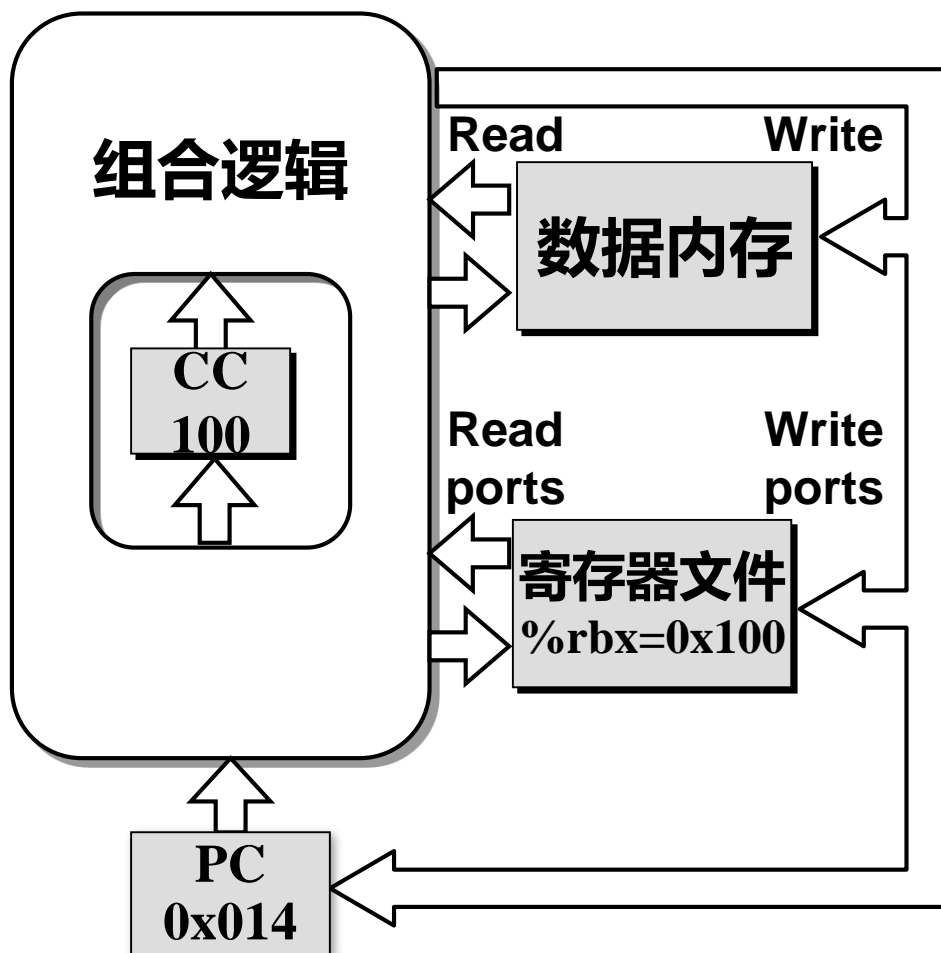 组合逻辑
Read
Write
数据内存
CC
100
Read
ports
Write
ports
寄存器文件
%rbx=0x100
PC
0x014